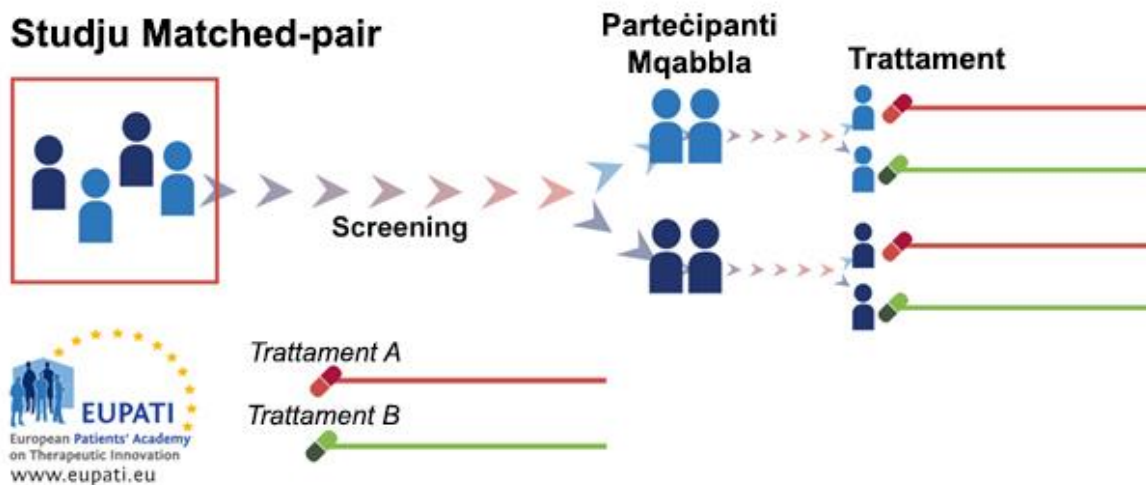 Studju Matched-pair
Parteċipanti
Mqabbla
Trattament
Screening
Trattament A
Trattament B
EUPATI
European Patients' Academy
on Therapeutic Innovation
www.eupati.eu